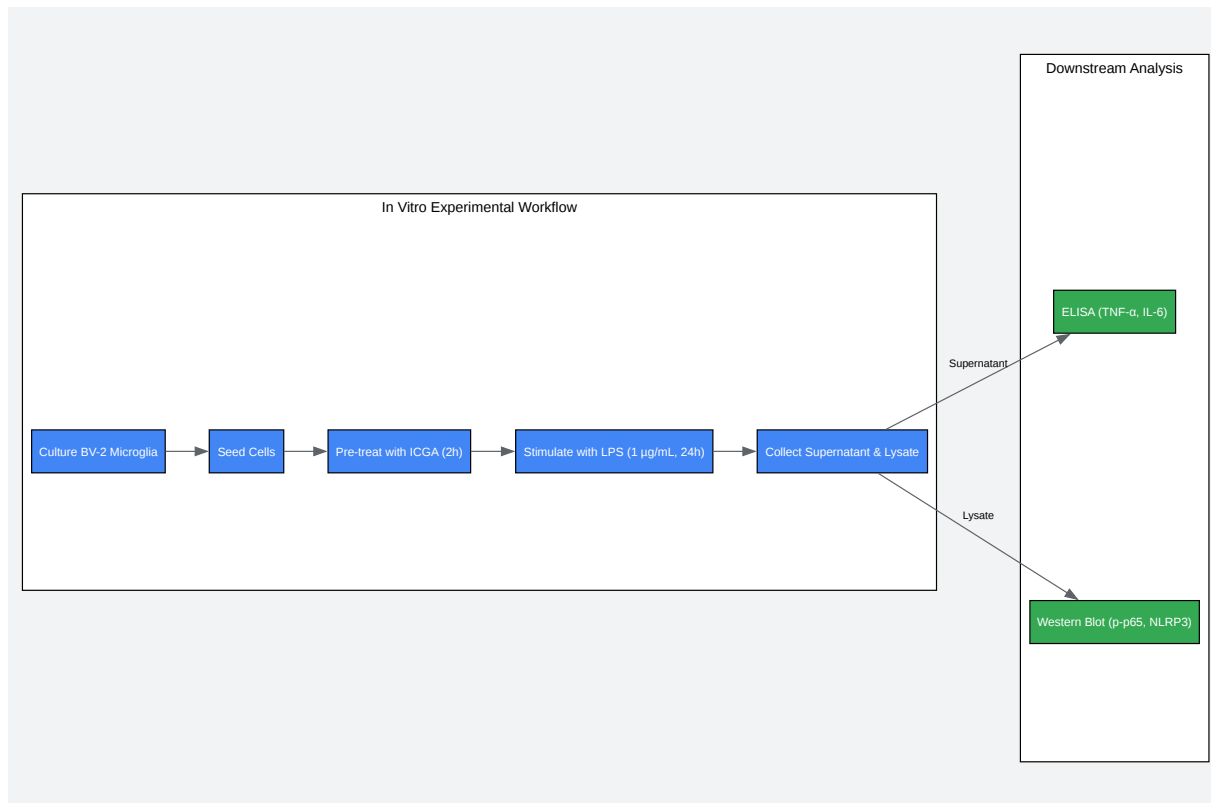 Downstream Analysis
In Vitro Experimental Workflow
ELISA (TNF-α, IL-6)
Supernatant
Culture BV-2 Microglia
Seed Cells
Pre-treat with ICGA (2h)
Stimulate with LPS (1 µg/mL, 24h)
Collect Supernatant & Lysate
Lysate
Western Blot (p-p65, NLRP3)